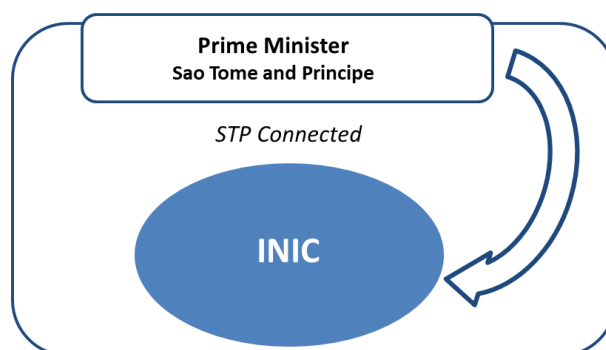 Prime Minister
Sao Tome and Principe
STP Connected
INIC